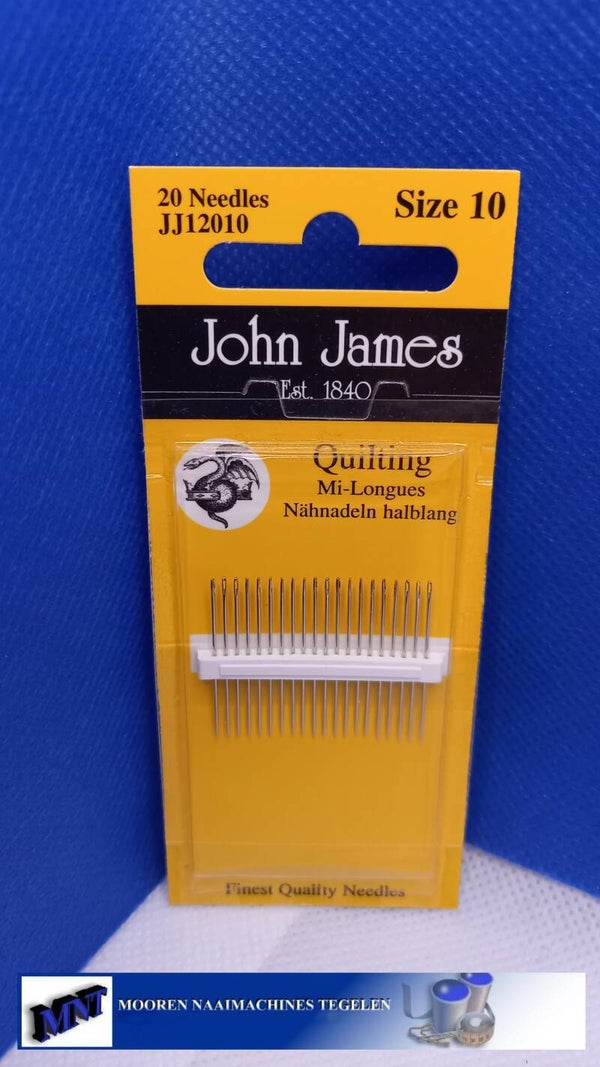 20 Needles
JJ12010
Size 10
John James
Est. 1840
Quilting
Mi-Longues
Nähnadeln halblang
Finest Quality Needles
MNT
MOOREN NAAIMACHINES TEGELEN